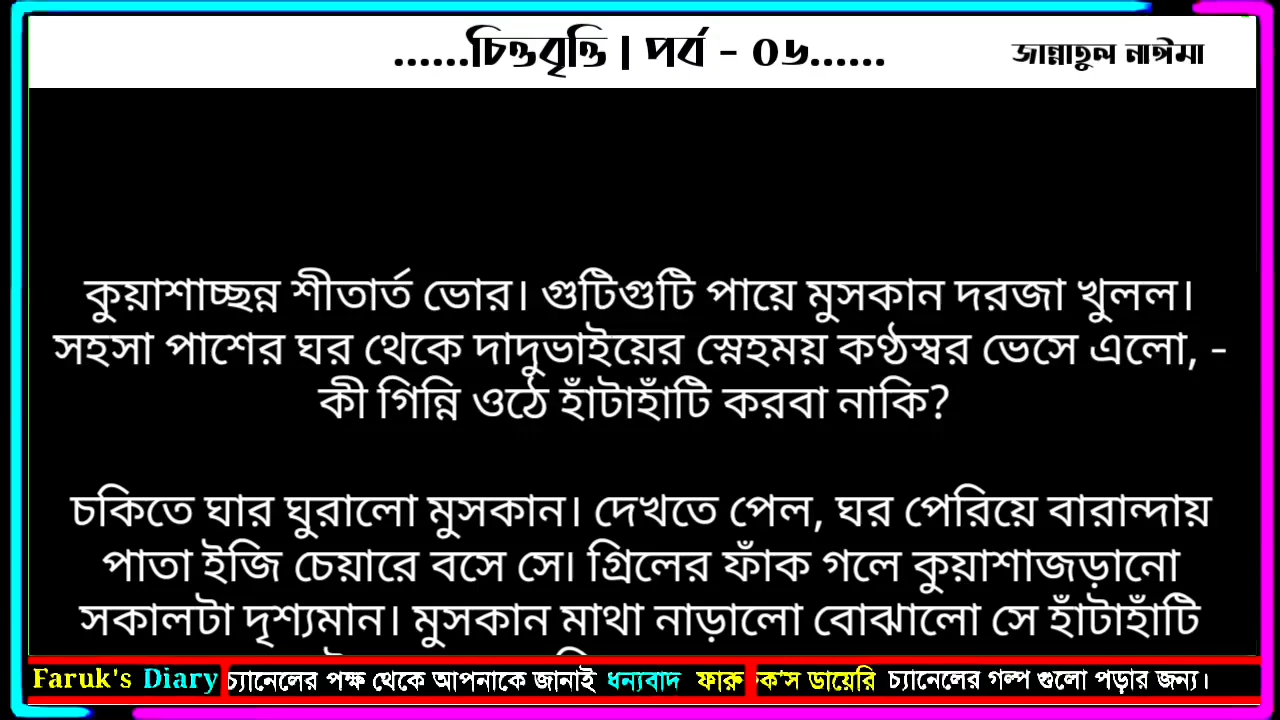 ......চিত্তবৃত্তি | পর্ব - ০৬......
জান্নাতুল নাঈমা
কুয়াশাচ্ছন্ন শীতার্ত ভোর। গুটিগুটি পায়ে মুসকান দরজা খুলল।
সহসা পাশের ঘর থেকে দাদুভাইয়ের স্নেহময় কণ্ঠস্বর ভেসে এলো, -
কী গিন্নি ওঠে হাঁটাহাঁটি করবা নাকি?
চকিতে ঘার ঘুরালো মুসকান। দেখতে পেল, ঘর পেরিয়ে বারান্দায়
পাতা ইজি চেয়ারে বসে সে। গ্রিলের ফাঁক গলে কুয়াশাজড়ানো
সকালটা দৃশ্যমান। মুসকান মাথা নাড়ালো বোঝালো সে হাঁটাহাঁটি
Faruk's Diary চ্যানেলের পক্ষ থেকে আপনাকে জানাই ধন্যবাদ ফারুক'স ডায়েরি চ্যানেলের গল্প গুলো পড়ার জন্য।